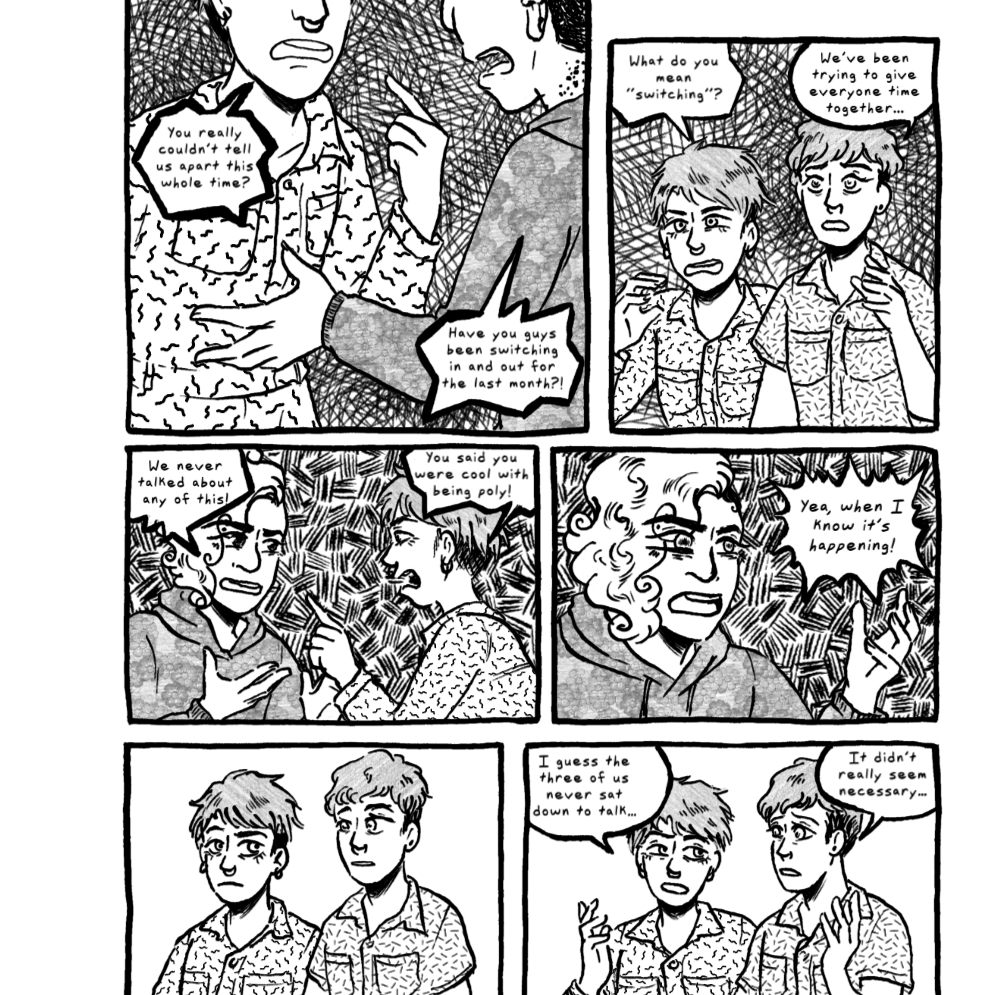 You really
couldn't tell
us apart this
whole time?
Have you guys
been switching
in and out for
the last month?!
What do you
mean
"switching"?
We've been
trying to give
everyone time
together...
We never
talked about
any of this!
You said you
were cool with
being poly!
Yea, when I
know it's
happening!
I guess the
three of us
never sat
down to talk...
It didn't
really seem
necessary...